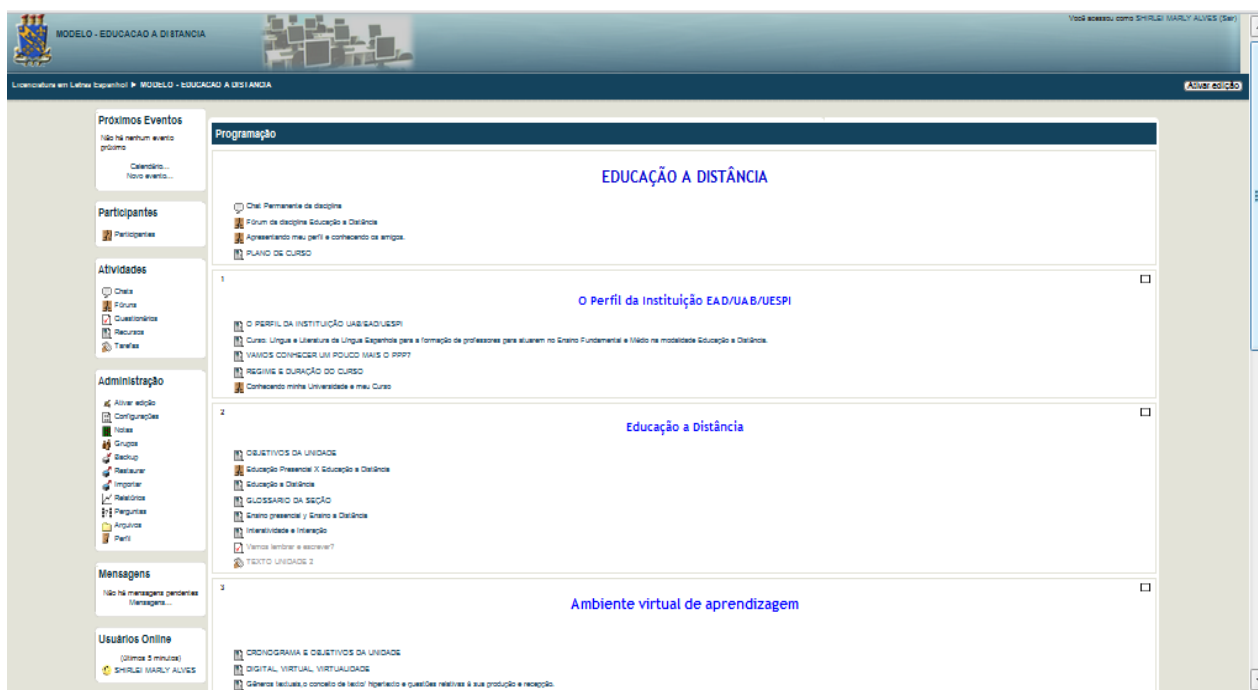 MODELO - EDUCACAO A DISTANCIA
Você acessou como SHIRLEI MARLY ALVES (Sair)
Licenciatura em Letras Espanhol ► MODELO - EDUCACAO A DISTANCIA
Ativar edição
Próximos Eventos
Não há nenhum evento
próximo
Calendário...
Novo evento...
Participantes
Participantes
Atividades
Chats
Fóruns
Questionários
Recursos
Tarefas
Administração
Ativar edição
Configurações
Notas
Grupos
Backup
Restaurar
Importar
Relatórios
Perguntas
Arquivos
Perfil
Mensagens
Não há mensagens pendentes
Mensagens...
Usuários Online
(últimos 5 minutos)
SHIRLEI MARLY ALVES
Programação
EDUCAÇÃO A DISTÂNCIA
Chat Permanente da disciplina
Fórum da disciplina Educação a Distância
Apresentando meu perfil e conhecendo os amigos.
PLANO DE CURSO
1
O Perfil da Instituição EAD/UAB/UESPI
O PERFIL DA INSTITUIÇÃO UAB/EAD/UESPI
Curso: Língua e Literatura da Língua Espanhola para a formação de professores para atuarem no Ensino Fundamental e Médio na modalidade Educação a Distância.
VAMOS CONHECER UM POUCO MAIS O PPP?
REGIME E DURAÇÃO DO CURSO
Conhecendo minha Universidade e meu Curso
2
Educação a Distância
OBJETIVOS DA UNIDADE
Educação Presencial X Educação a Distância
Educação a Distância
GLOSSARIO DA SEÇÃO
Ensino presencial y Ensino a Distância
Interatividade e Interação
Vamos lembrar e escrever?
TEXTO UNIDADE 2
3
Ambiente virtual de aprendizagem
CRONOGRAMA E OBJETIVOS DA UNIDADE
DIGITAL, VIRTUAL, VIRTUALIDADE
Gêneros textuais,o conceito de texto/ hipertexto e questões relativas à sua produção e recepção.